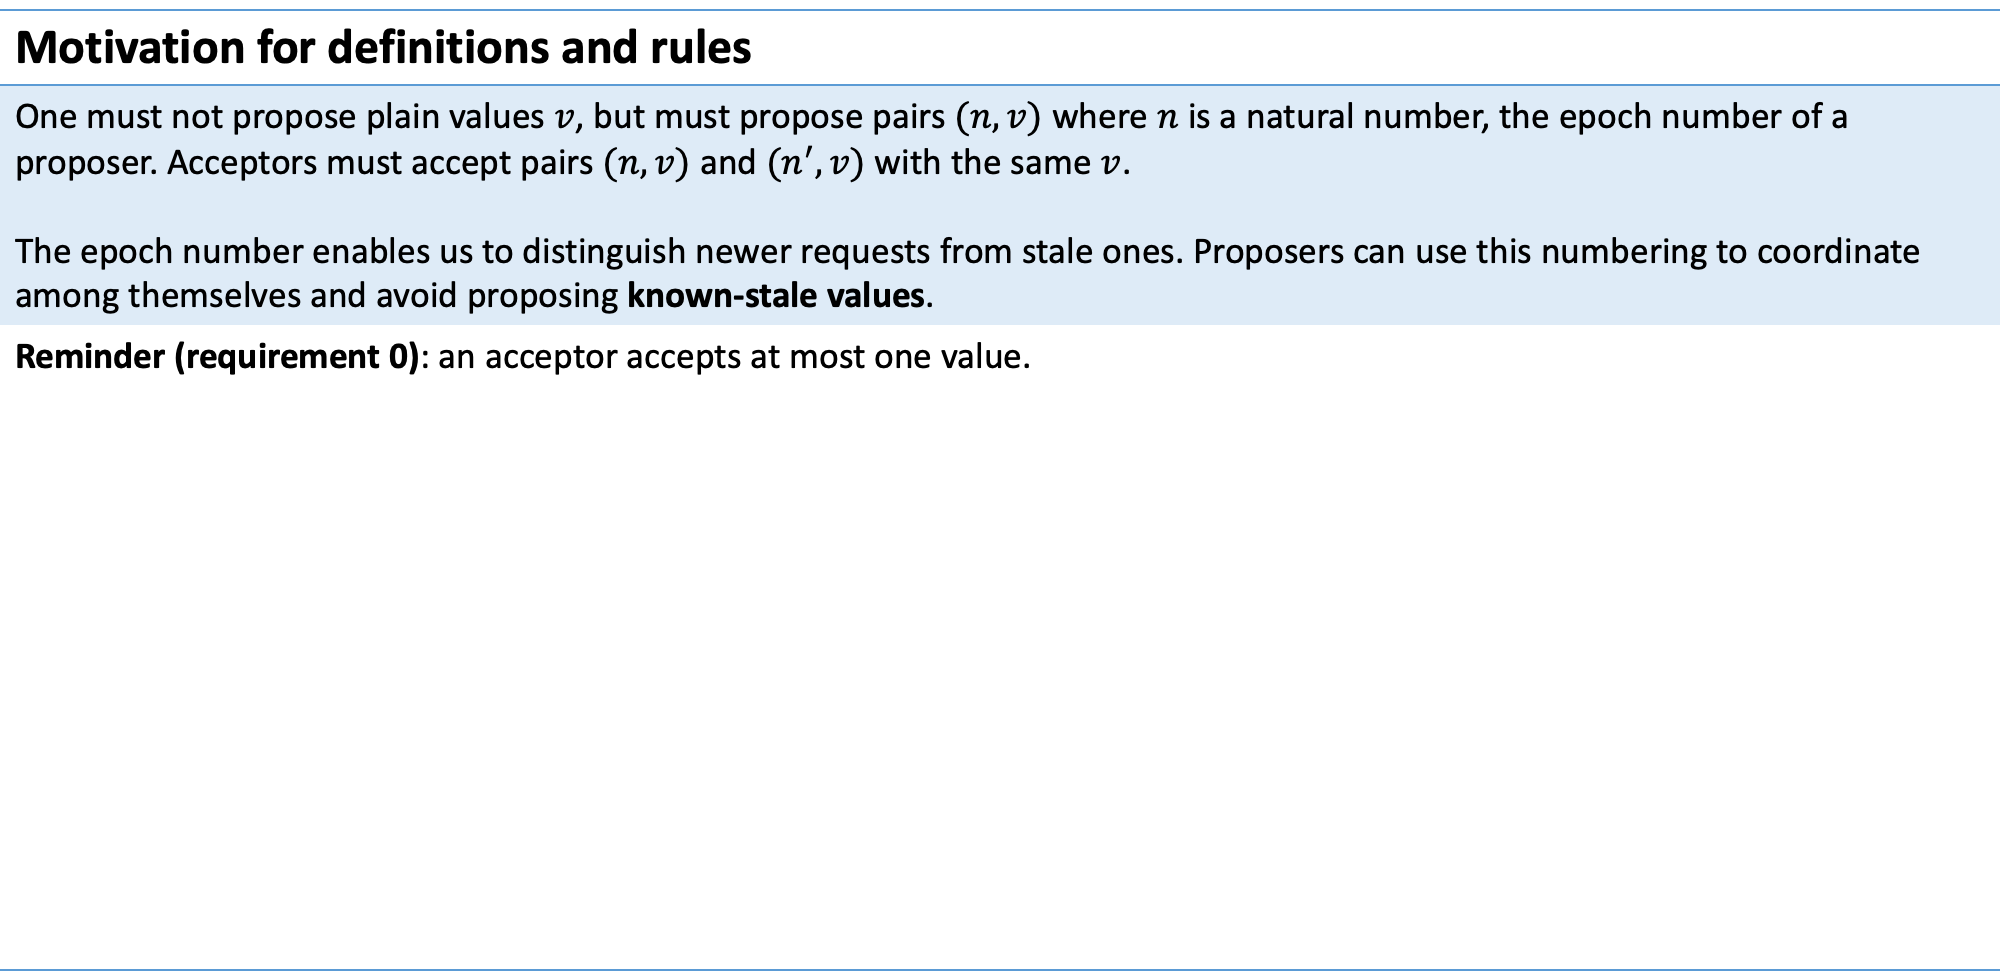 Motivation for definitions and rules
One must not propose plain values 𝑣, but must propose pairs (𝑛, 𝑣) where 𝑛 is a natural number, the epoch number of a
proposer. Acceptors must accept pairs (𝑛, 𝑣) and (𝑛′, 𝑣) with the same 𝑣.
The epoch number enables us to distinguish newer requests from stale ones. Proposers can use this numbering to coordinate
among themselves and avoid proposing known-stale values.
Reminder (requirement 0): an acceptor accepts at most one value.